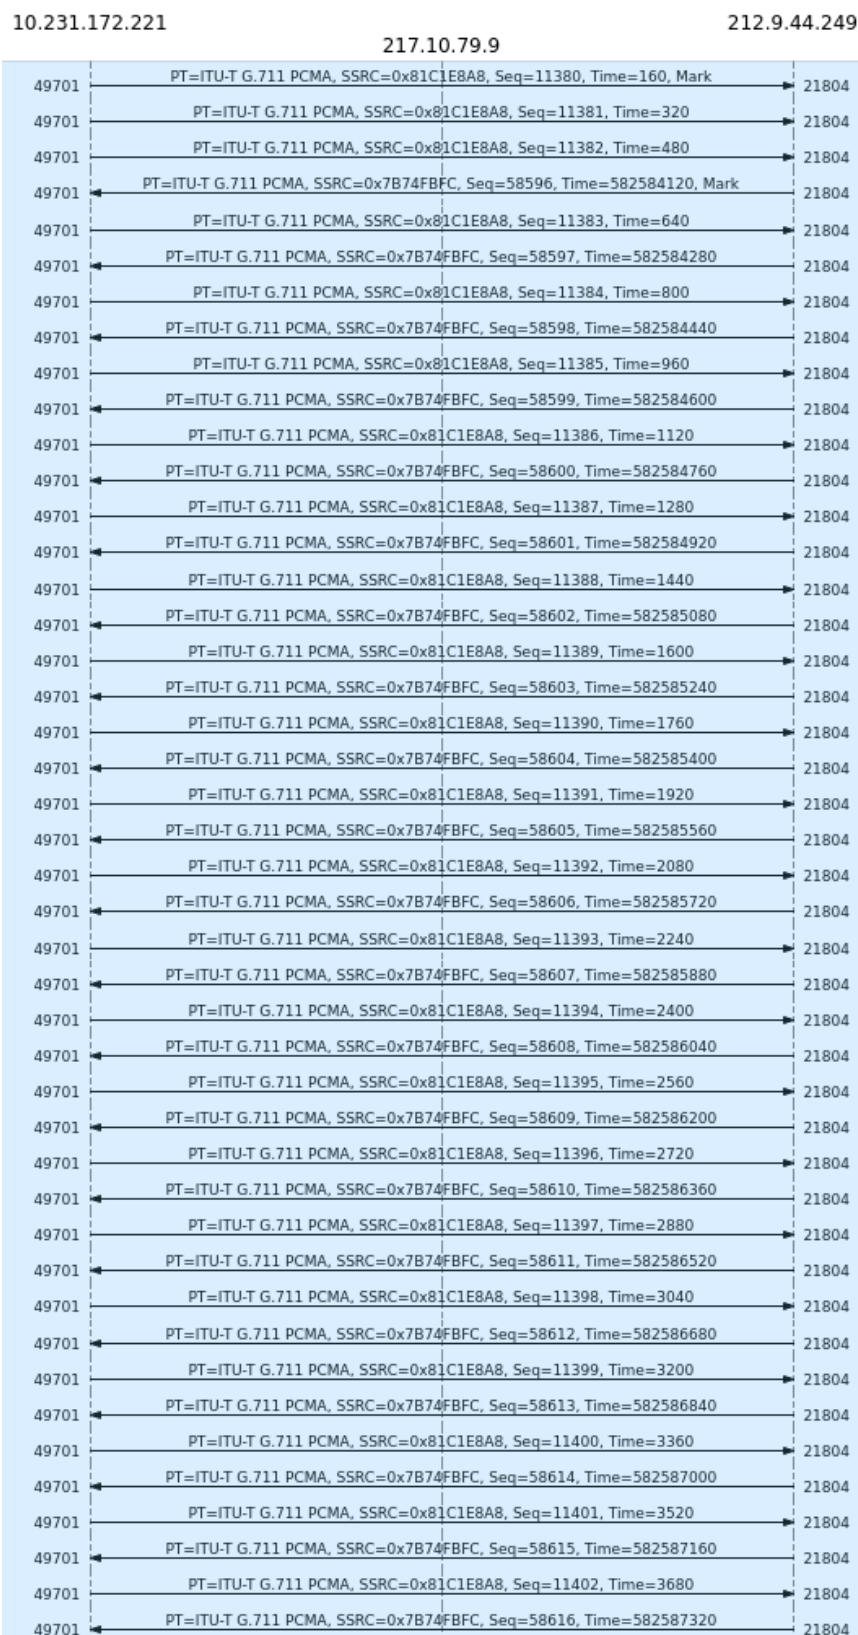 10.231.172.221 212.9.44.249
217.10.79.9
PT=ITU-T G.711 PCMA, SSRC=0x81C1E8A8, Seq=11380, Time=160, Mark
49701 21804
PT=ITU-T G.711 PCMA, SSRC=0x81C1E8A8, Seq=11381, Time=320
49701 21804
PT=ITU-T G.711 PCMA, SSRC=0x81C1E8A8, Seq=11382, Time=480
49701 21804
PT=ITU-T G.711 PCMA, SSRC=0x7B74FBFC, Seq=58596, Time=582584120, Mark
49701 21804
PT=ITU-T G.711 PCMA, SSRC=0x81C1E8A8, Seq=11383, Time=640
49701 21804
PT=ITU-T G.711 PCMA, SSRC=0x7B74FBFC, Seq=58597, Time=582584280
49701 21804
PT=ITU-T G.711 PCMA, SSRC=0x81C1E8A8, Seq=11384, Time=800
49701 21804
PT=ITU-T G.711 PCMA, SSRC=0x7B74FBFC, Seq=58598, Time=582584440
49701 21804
PT=ITU-T G.711 PCMA, SSRC=0x81C1E8A8, Seq=11385, Time=960
49701 21804
PT=ITU-T G.711 PCMA, SSRC=0x7B74FBFC, Seq=58599, Time=582584600
49701 21804
PT=ITU-T G.711 PCMA, SSRC=0x81C1E8A8, Seq=11386, Time=1120
49701 21804
PT=ITU-T G.711 PCMA, SSRC=0x7B74FBFC, Seq=58600, Time=582584760
49701 21804
PT=ITU-T G.711 PCMA, SSRC=0x81C1E8A8, Seq=11387, Time=1280
49701 21804
PT=ITU-T G.711 PCMA, SSRC=0x7B74FBFC, Seq=58601, Time=582584920
49701 21804
PT=ITU-T G.711 PCMA, SSRC=0x81C1E8A8, Seq=11388, Time=1440
49701 21804
PT=ITU-T G.711 PCMA, SSRC=0x7B74FBFC, Seq=58602, Time=582585080
49701 21804
PT=ITU-T G.711 PCMA, SSRC=0x81C1E8A8, Seq=11389, Time=1600
49701 21804
PT=ITU-T G.711 PCMA, SSRC=0x7B74FBFC, Seq=58603, Time=582585240
49701 21804
PT=ITU-T G.711 PCMA, SSRC=0x81C1E8A8, Seq=11390, Time=1760
49701 21804
PT=ITU-T G.711 PCMA, SSRC=0x7B74FBFC, Seq=58604, Time=582585400
49701 21804
PT=ITU-T G.711 PCMA, SSRC=0x81C1E8A8, Seq=11391, Time=1920
49701 21804
PT=ITU-T G.711 PCMA, SSRC=0x7B74FBFC, Seq=58605, Time=582585560
49701 21804
PT=ITU-T G.711 PCMA, SSRC=0x81C1E8A8, Seq=11392, Time=2080
49701 21804
PT=ITU-T G.711 PCMA, SSRC=0x7B74FBFC, Seq=58606, Time=582585720
49701 21804
PT=ITU-T G.711 PCMA, SSRC=0x81C1E8A8, Seq=11393, Time=2240
49701 21804
PT=ITU-T G.711 PCMA, SSRC=0x7B74FBFC, Seq=58607, Time=582585880
49701 21804
PT=ITU-T G.711 PCMA, SSRC=0x81C1E8A8, Seq=11394, Time=2400
49701 21804
PT=ITU-T G.711 PCMA, SSRC=0x7B74FBFC, Seq=58608, Time=582586040
49701 21804
PT=ITU-T G.711 PCMA, SSRC=0x81C1E8A8, Seq=11395, Time=2560
49701 21804
PT=ITU-T G.711 PCMA, SSRC=0x7B74FBFC, Seq=58609, Time=582586200
49701 21804
PT=ITU-T G.711 PCMA, SSRC=0x81C1E8A8, Seq=11396, Time=2720
49701 21804
PT=ITU-T G.711 PCMA, SSRC=0x7B74FBFC, Seq=58610, Time=582586360
49701 21804
PT=ITU-T G.711 PCMA, SSRC=0x81C1E8A8, Seq=11397, Time=2880
49701 21804
PT=ITU-T G.711 PCMA, SSRC=0x7B74FBFC, Seq=58611, Time=582586520
49701 21804
PT=ITU-T G.711 PCMA, SSRC=0x81C1E8A8, Seq=11398, Time=3040
49701 21804
PT=ITU-T G.711 PCMA, SSRC=0x7B74FBFC, Seq=58612, Time=582586680
49701 21804
PT=ITU-T G.711 PCMA, SSRC=0x81C1E8A8, Seq=11399, Time=3200
49701 21804
PT=ITU-T G.711 PCMA, SSRC=0x7B74FBFC, Seq=58613, Time=582586840
49701 21804
PT=ITU-T G.711 PCMA, SSRC=0x81C1E8A8, Seq=11400, Time=3360
49701 21804
PT=ITU-T G.711 PCMA, SSRC=0x7B74FBFC, Seq=58614, Time=582587000
49701 21804
PT=ITU-T G.711 PCMA, SSRC=0x81C1E8A8, Seq=11401, Time=3520
49701 21804
PT=ITU-T G.711 PCMA, SSRC=0x7B74FBFC, Seq=58615, Time=582587160
49701 21804
PT=ITU-T G.711 PCMA, SSRC=0x81C1E8A8, Seq=11402, Time=3680
49701 21804
PT=ITU-T G.711 PCMA, SSRC=0x7B74FBFC, Seq=58616, Time=582587320
49701 21804